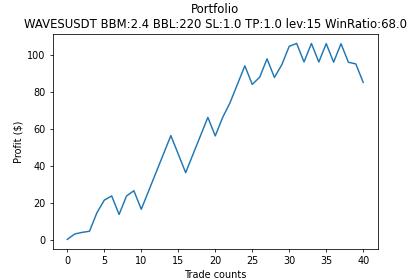 Portfolio
WAVESUSDT BBM:2.4 BBL:220 SL:1.0 TP:1.0 lev:15 WinRatio:68.0
Profit ($)
100
80
60
40
20
0
0 5 10 15 20 25 30 35 40
Trade counts